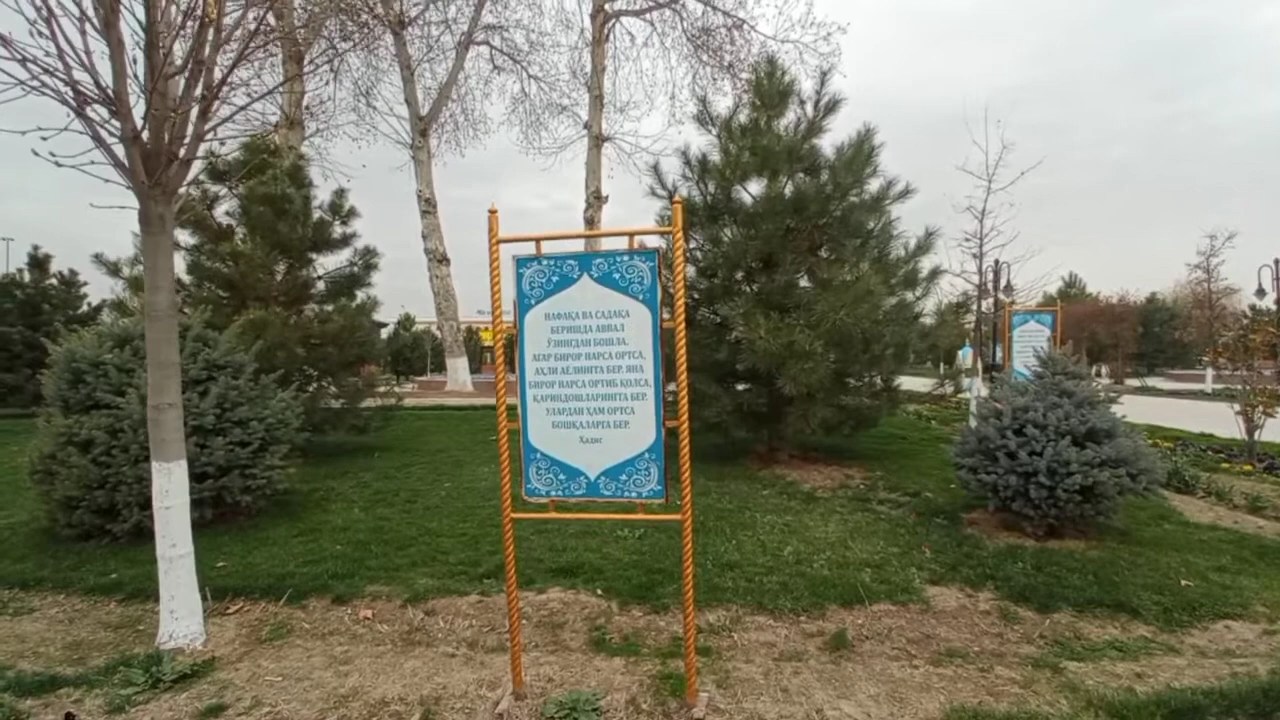 НАФАҚА ВА САДАҚА
БЕРИШДА АВВАЛ
ЎЗИНГДАН БОШЛА.
АГАР БИРОР НАРСА ОРТСА,
АҲЛИ АЁЛИНГГА БЕР. ЯНА
БИРОР НАРСА ОРТИБ ҚОЛСА,
ҚАРИНДОШЛАРИНГГА БЕР.
УЛАРДАН ҲАМ ОРТСА
БОШҚАЛАРГА БЕР.
Ҳадис